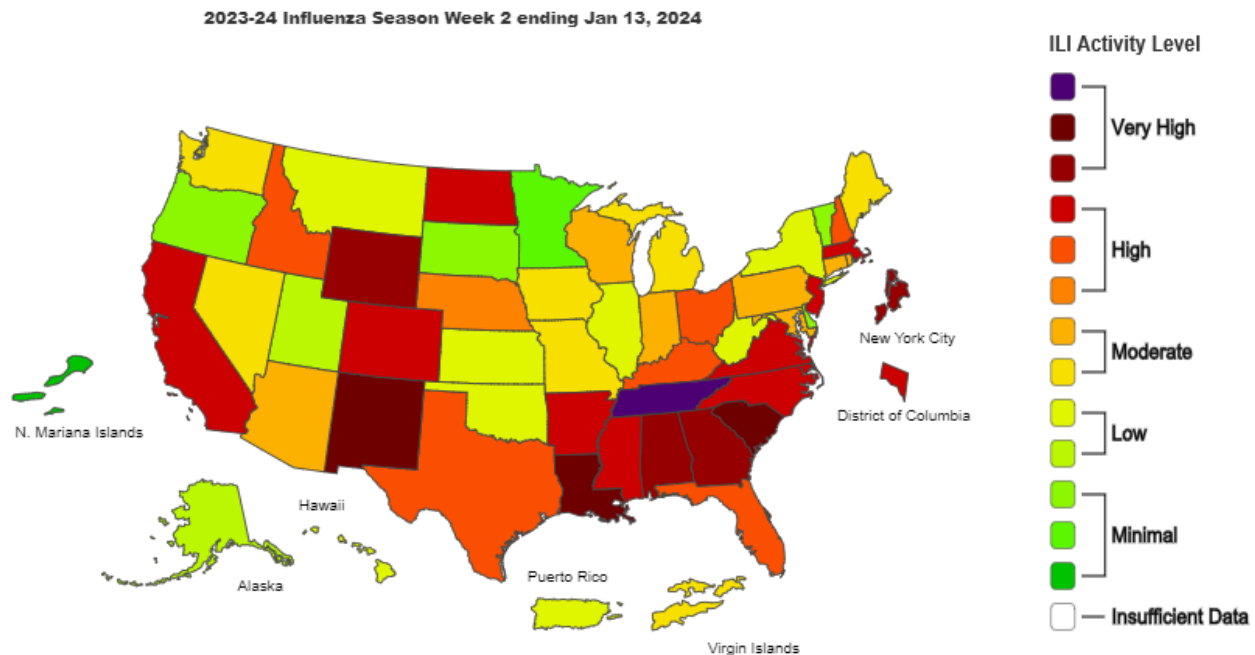 2023-24 Influenza Season Week 2 ending Jan 13, 2024
ILI Activity Level
Very High
High
Moderate
Low
Minimal
Insufficient Data
New York City
District of Columbia
N. Mariana Islands
Hawaii
Alaska
Puerto Rico
Virgin Islands